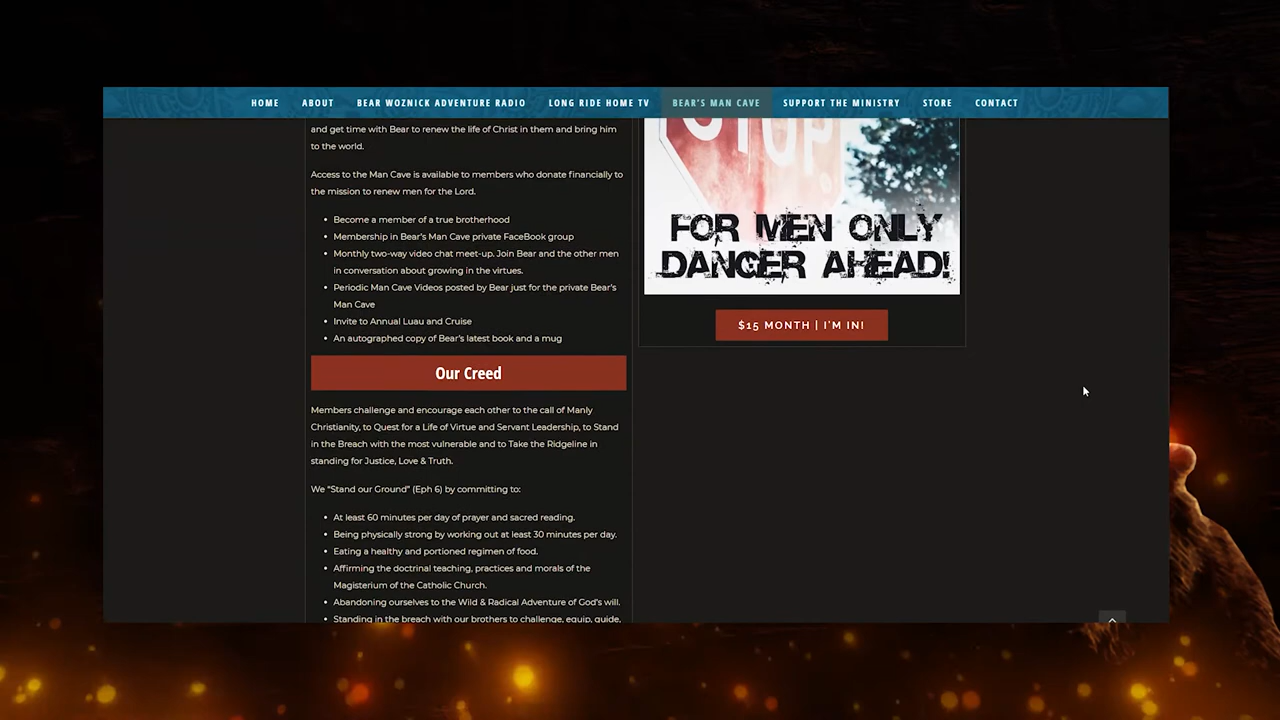 HOME ABOUT BEAR WOZNICK ADVENTURE RADIO LONG RIDE HOME TV BEAR'S MAN CAVE SUPPORT THE MINISTRY STORE CONTACT
and get time with Bear to renew the life of Christ in them and bring him
to the world.
Access to the Man Cave is available to members who donate financially to
the mission to renew men for the Lord.
• Become a member of a true brotherhood
• Membership in Bear's Man Cave private FaceBook group
• Monthly two-way video chat meet-up. Join Bear and the other men
in conversation about growing in the virtues.
• Periodic Man Cave Videos posted by Bear just for the private Bear's
Man Cave
• Invite to Annual Luau and Cruise
• An autographed copy of Bear's latest book and a mug
Our Creed
Members challenge and encourage each other to the call of Manly
Christianity, to Quest for a Life of Virtue and Servant Leadership, to Stand
in the Breach with the most vulnerable and to Take the Ridgeline in
standing for Justice, Love & Truth.
We "Stand our Ground" (Eph 6) by committing to:
• At least 60 minutes per day of prayer and sacred reading.
• Being physically strong by working out at least 30 minutes per day.
• Eating a healthy and portioned regimen of food.
• Affirming the doctrinal teaching, practices and morals of the
Magisterium of the Catholic Church.
• Abandoning ourselves to the Wild & Radical Adventure of God's will.
• Standing in the breach with our brothers to challenge, equip, guide,
STOP
FOR MEN ONLY
DANGER AHEAD!
$15 MONTH | I'M IN!